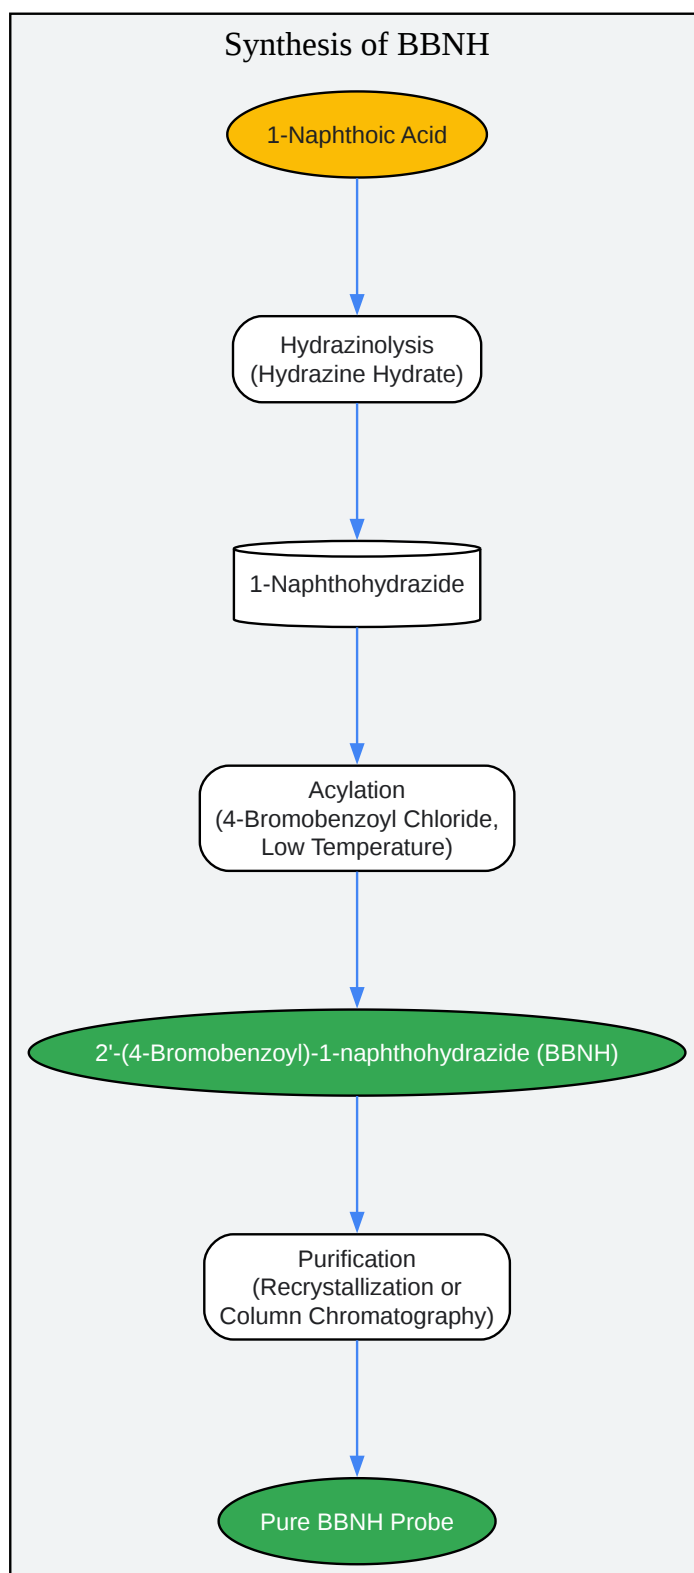 Synthesis of BBNH
1-Naphthoic Acid
Hydrazinolysis
(Hydrazine Hydrate)
1-Naphthohydrazide
Acylation
(4-Bromobenzoyl Chloride,
Low Temperature)
2'-(4-Bromobenzoyl)-1-naphthohydrazide (BBNH)
Purification
(Recrystallization or
Column Chromatography)
Pure BBNH Probe